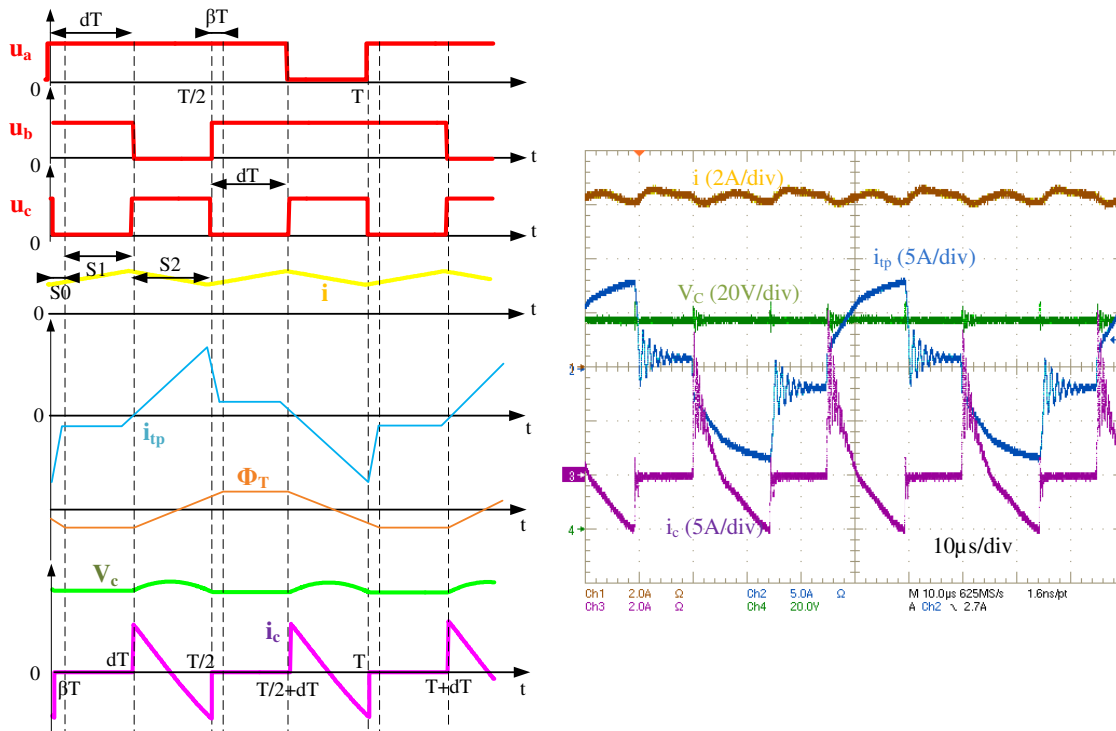 dT
βT
u_a
0
T/2
T
t
u_b
0
t
dT
u_c
0
t
S1
S2
S0
i
0
t
0
i_tp
t
Φ_T
t
V_c
i_c
0
dT
T/2
T
βT
T/2+dT
T+dT
t
i (2A/div)
i_tp (5A/div)
V_C (20V/div)
2
3
i_c (5A/div)
4
10µs/div
Ch1 2.0A Ω Ch2 5.0A Ω M 10.0µs 625MS/s 1.6ns/pt
Ch3 2.0A Ω Ch4 20.0V A Ch2 ↘ 2.7A